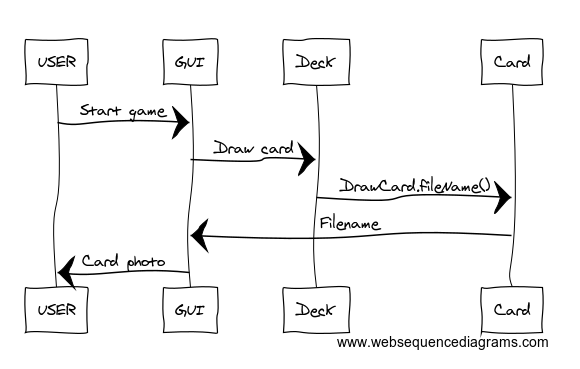 USER GUI Deck Card
Start game
Draw card
DrawCard.fileName()
Filename
Card photo
USER GUI Deck Card
www.websequencediagrams.com